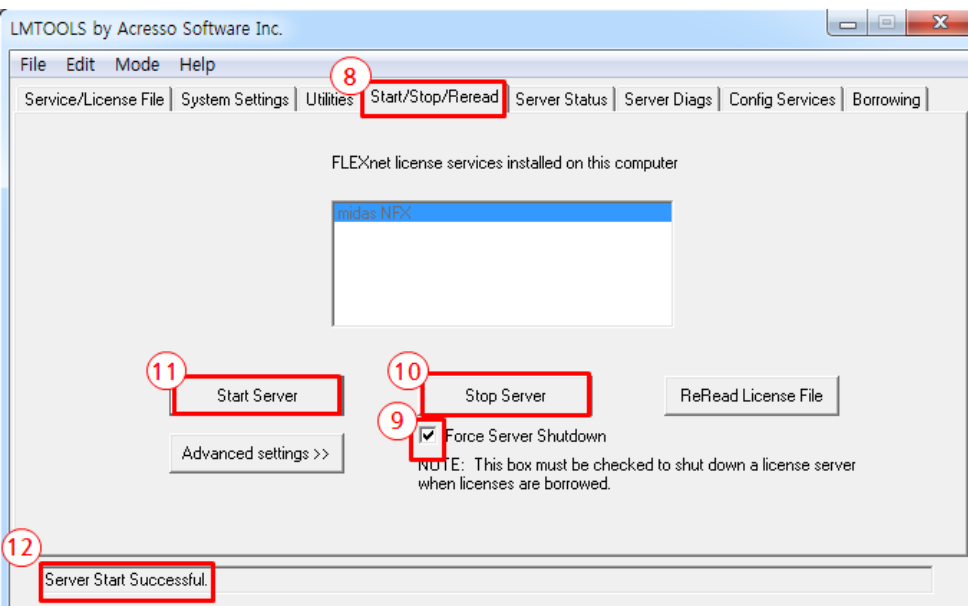 LMTOOLS by Acresso Software Inc.
File Edit Mode Help
8
Service/License File System Settings Utilities Start/Stop/Reread Server Status Server Diags Config Services Borrowing
FLEXnet license services installed on this computer
midas NFX
11
10
Start Server Stop Server ReRead License File
9
Force Server Shutdown
Advanced settings >>
NOTE: This box must be checked to shut down a license server
when licenses are borrowed.
12
Server Start Successful.